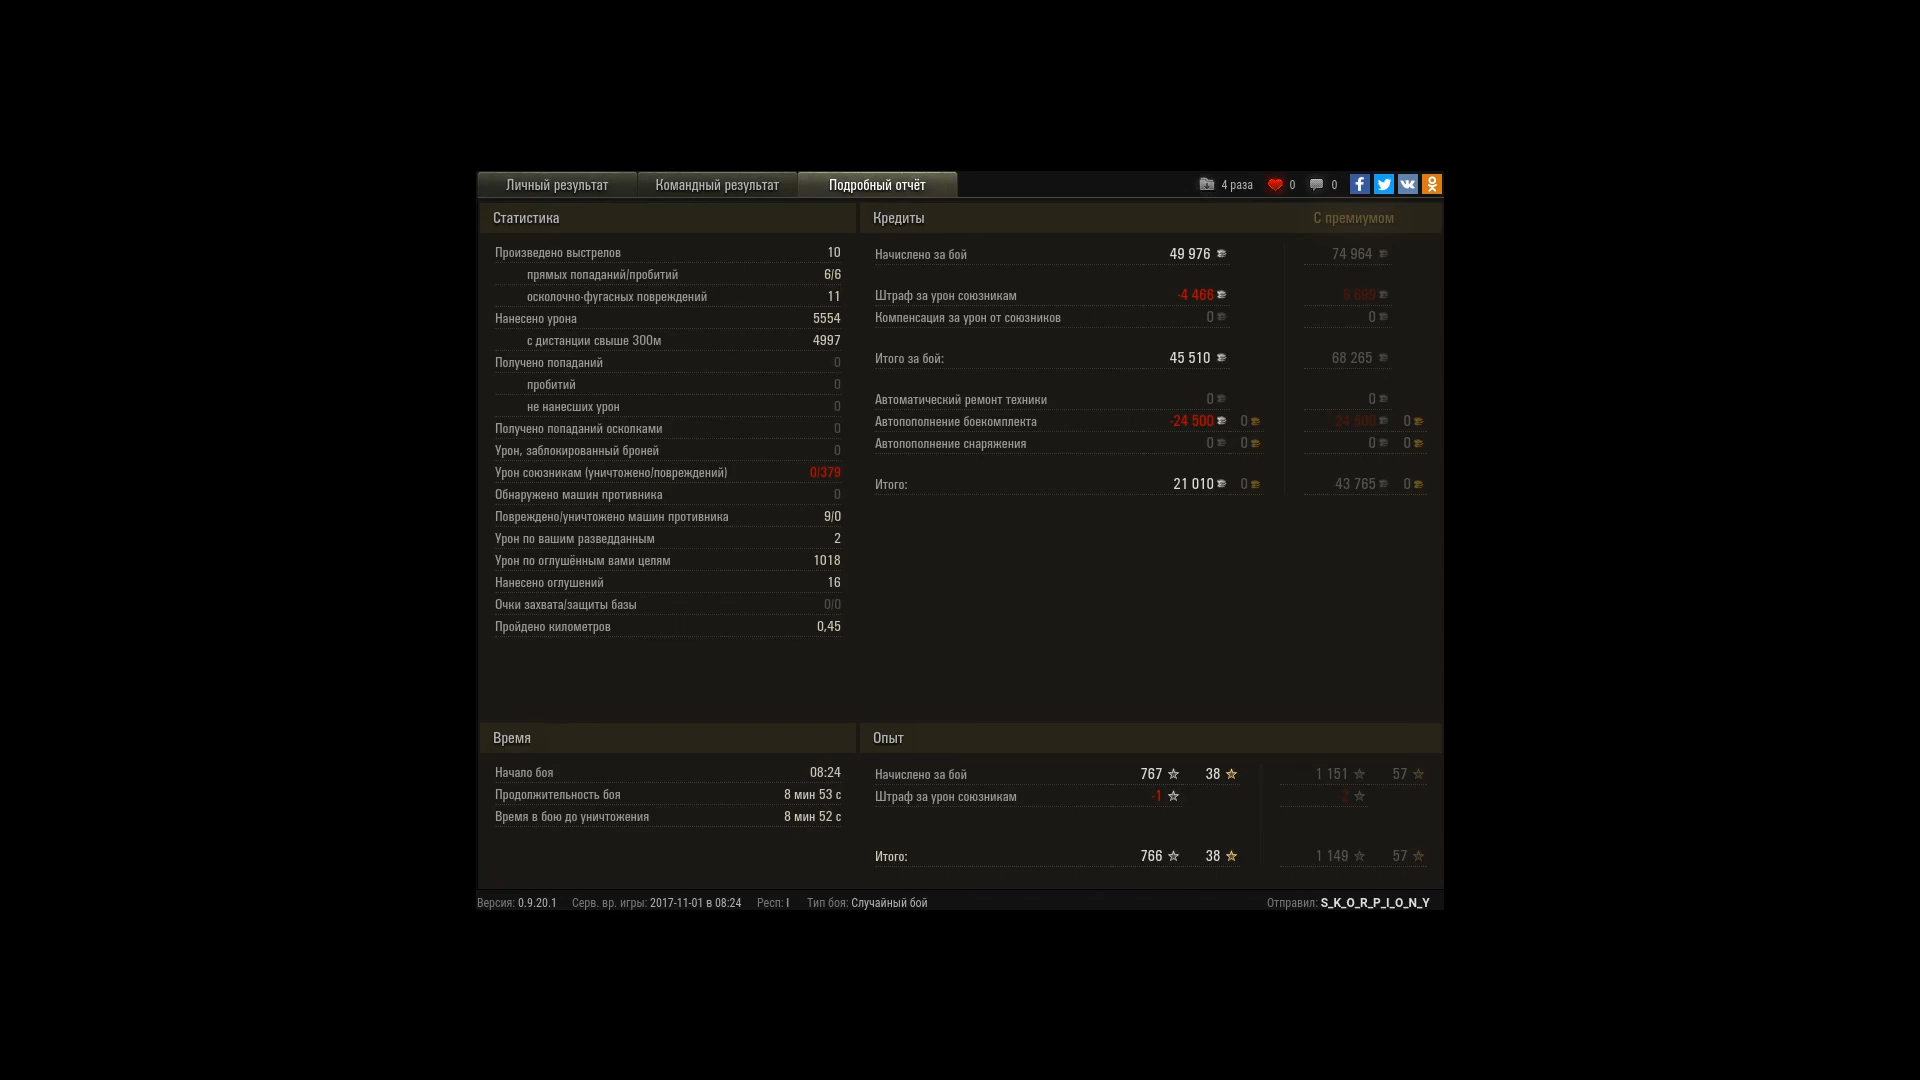 Личный результат Командный результат Подробный отчёт 4 раза 0 0
Статистика
Произведено выстрелов 10
прямых попаданий/пробитий 6/6
осколочно-фугасных повреждений 11
Нанесено урона 5554
с дистанции свыше 300м 4997
Получено попаданий 0
пробитий 0
не нанесших урон 0
Получено попаданий осколками 0
Урон, заблокированный броней 0
Урон союзникам (уничтожено/повреждений) 0/379
Обнаружено машин противника 0
Повреждено/уничтожено машин противника 9/0
Урон по вашим разведданным 2
Урон по оглушённым вами целям 1018
Нанесено оглушений 16
Очки захвата/защиты базы 0/0
Пройдено километров 0,45
Кредиты С премиумом
Начислено за бой 49 976 74 964
Штраф за урон союзникам -4 466
Компенсация за урон от союзников 0 0
Итого за бой: 45 510 68 265
Автоматический ремонт техники 0 0
Автопополнение боекомплекта -24 500 0 0
Автопополнение снаряжения 0 0 0 0
Итого: 21 010 0 43 765 0
Время
Начало боя 08:24
Продолжительность боя 8 мин 53 с
Время в бою до уничтожения 8 мин 52 с
Опыт
Начислено за бой 767 38 1 151 57
Штраф за урон союзникам -1
Итого: 766 38 1 149 57
Версия: 0.9.20.1 Серв. вр. игры: 2017-11-01 в 08:24 Респ: I Тип боя: Случайный бой Отправил: S_K_O_R_P_I_O_N_Y